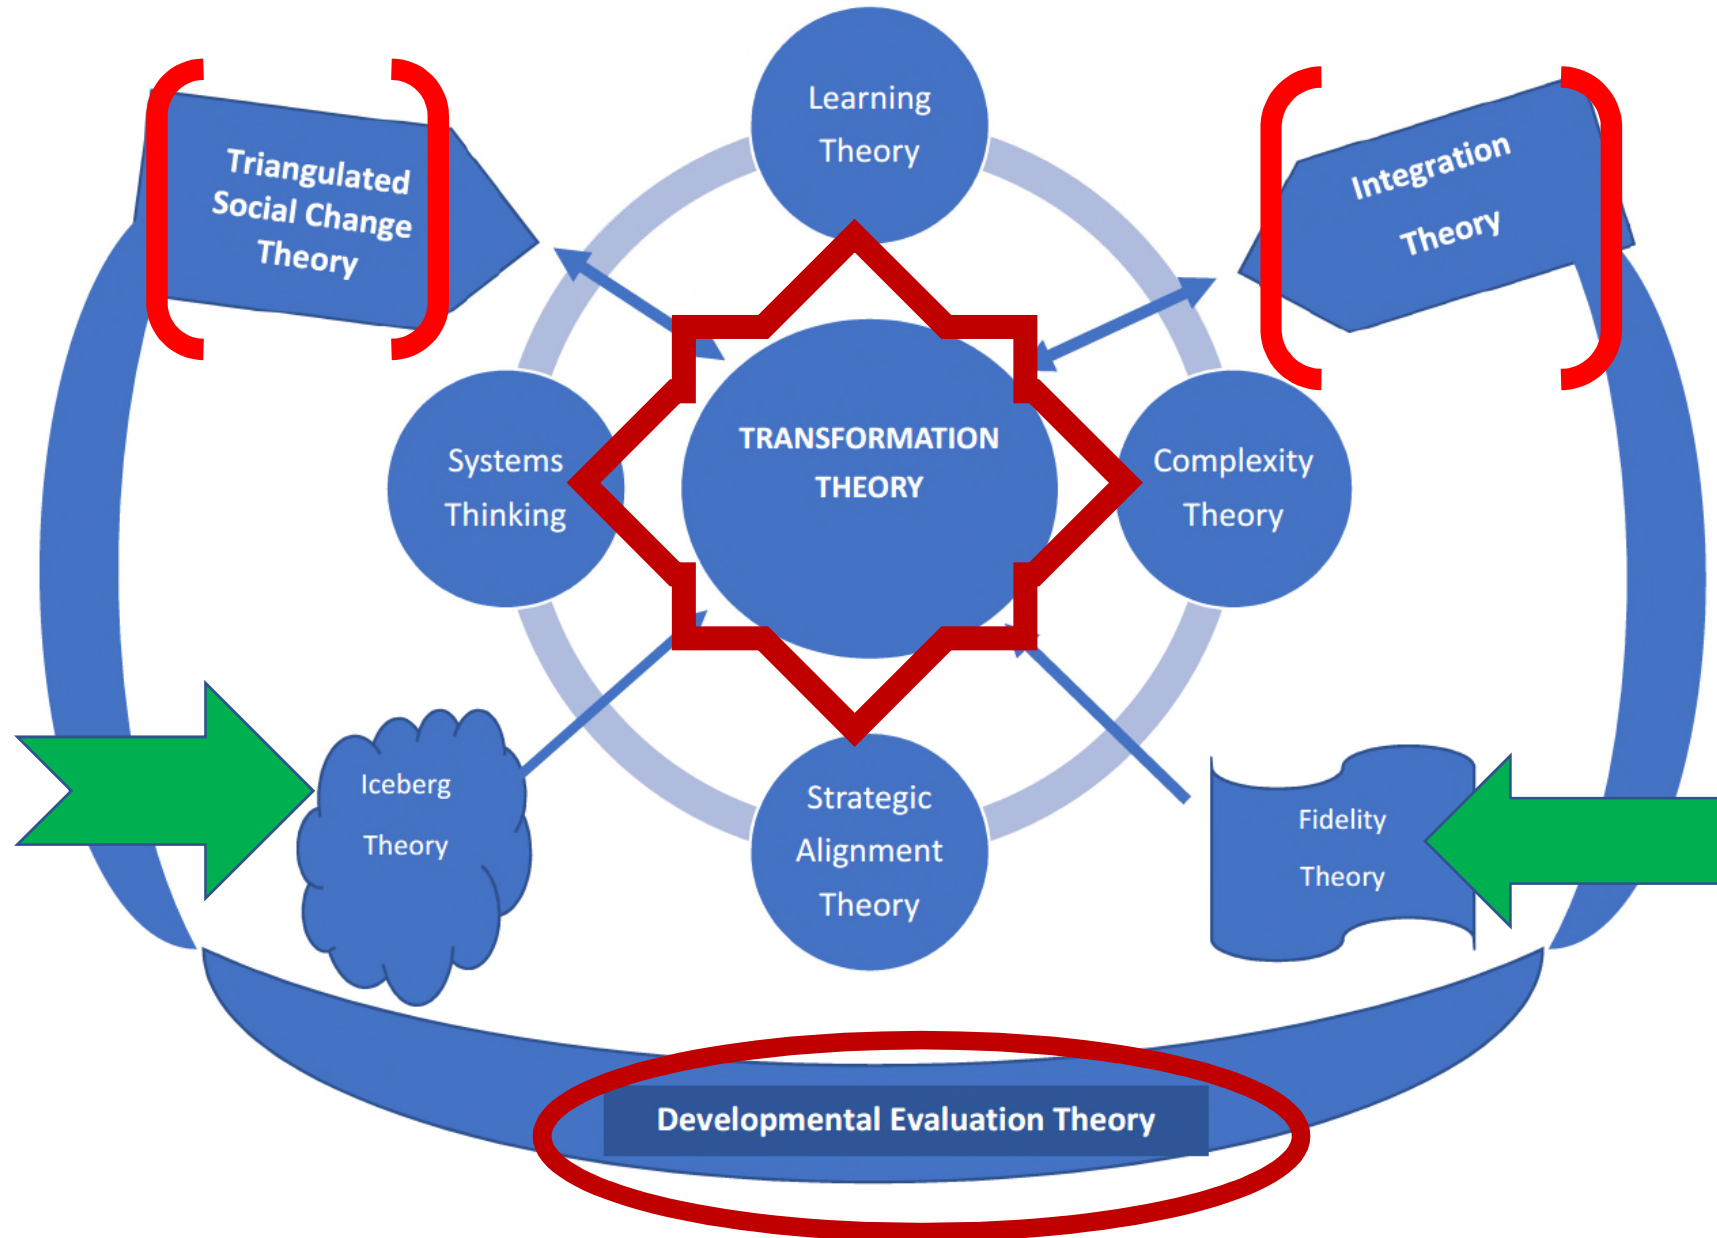 Learning
Theory
Triangulated
Social Change
Theory
Integration
Theory
TRANSFORMATION
THEORY
Systems
Thinking
Complexity
Theory
Iceberg
Theory
Strategic
Alignment
Theory
Fidelity
Theory
Developmental Evaluation Theory